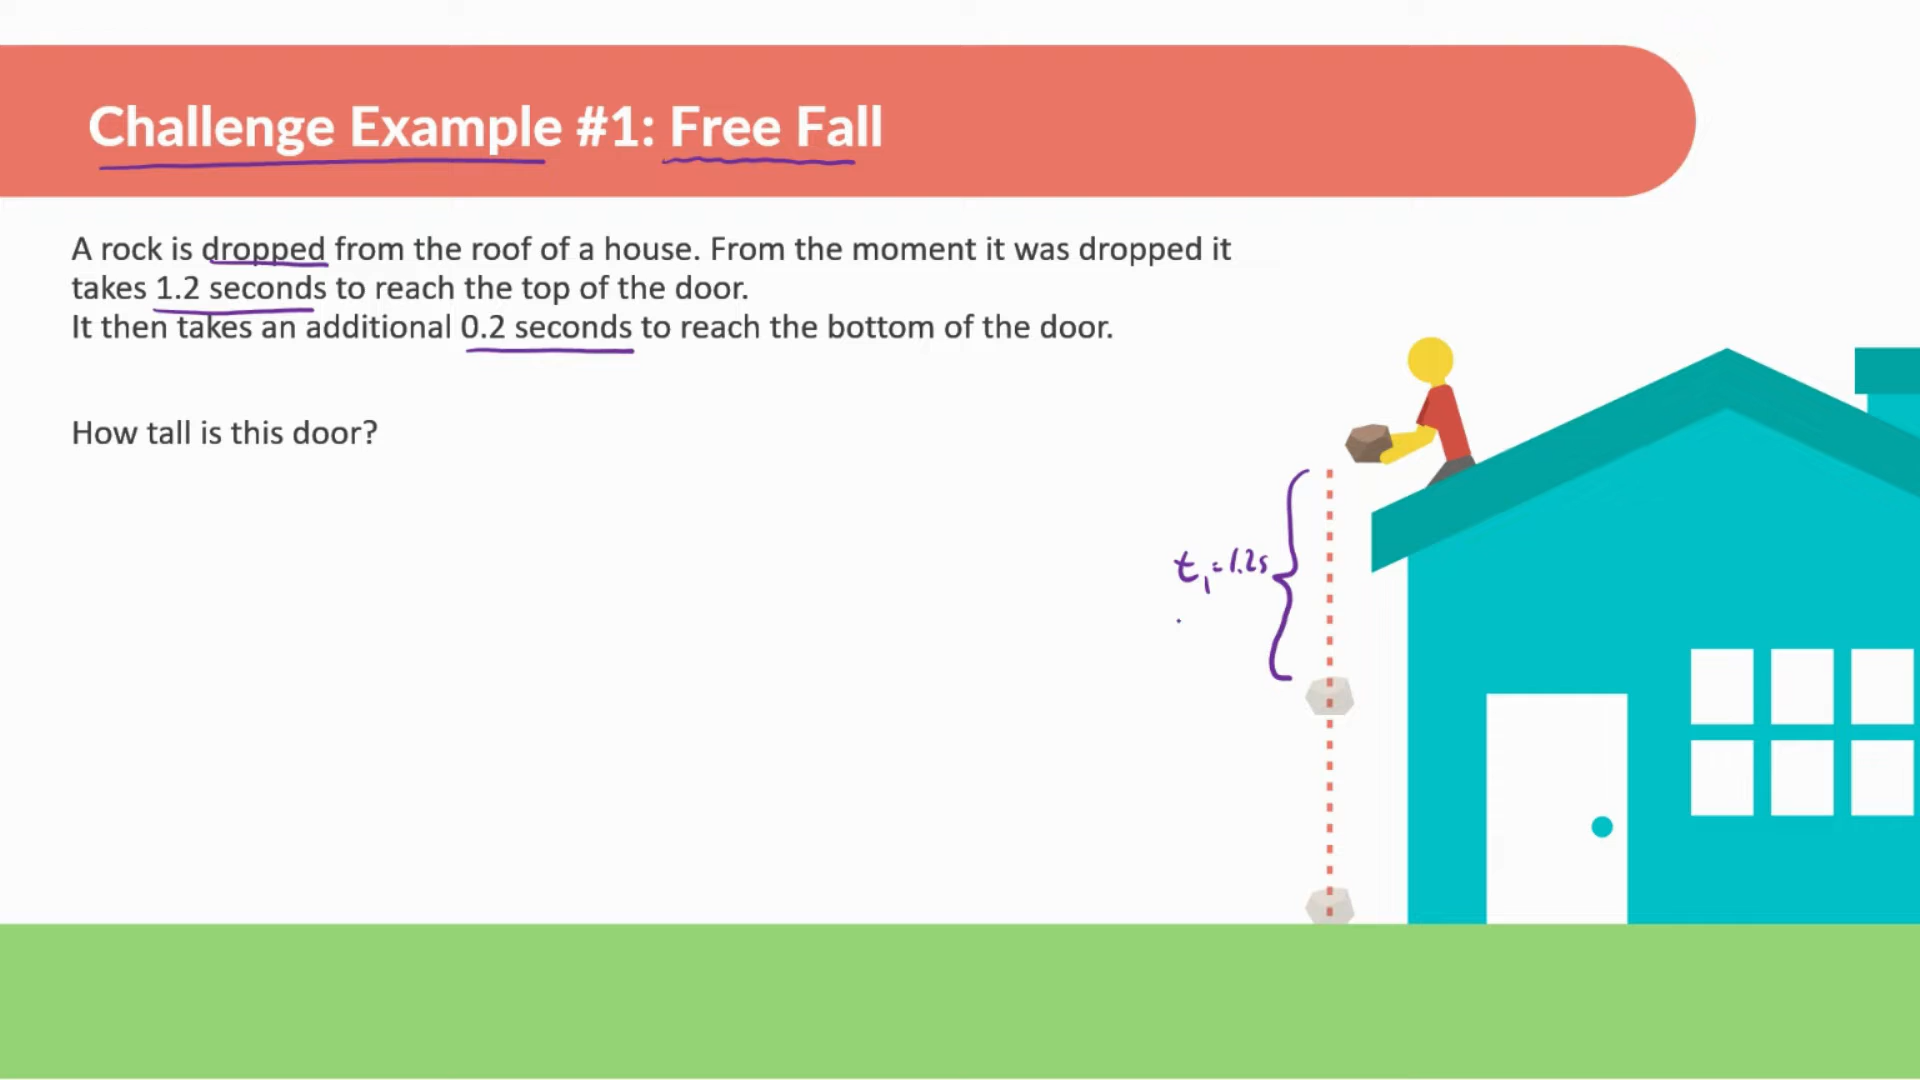 Challenge Example #1: Free Fall
A rock is dropped from the roof of a house. From the moment it was dropped it
takes 1.2 seconds to reach the top of the door.
It then takes an additional 0.2 seconds to reach the bottom of the door.
How tall is this door?
t₁=1.2s